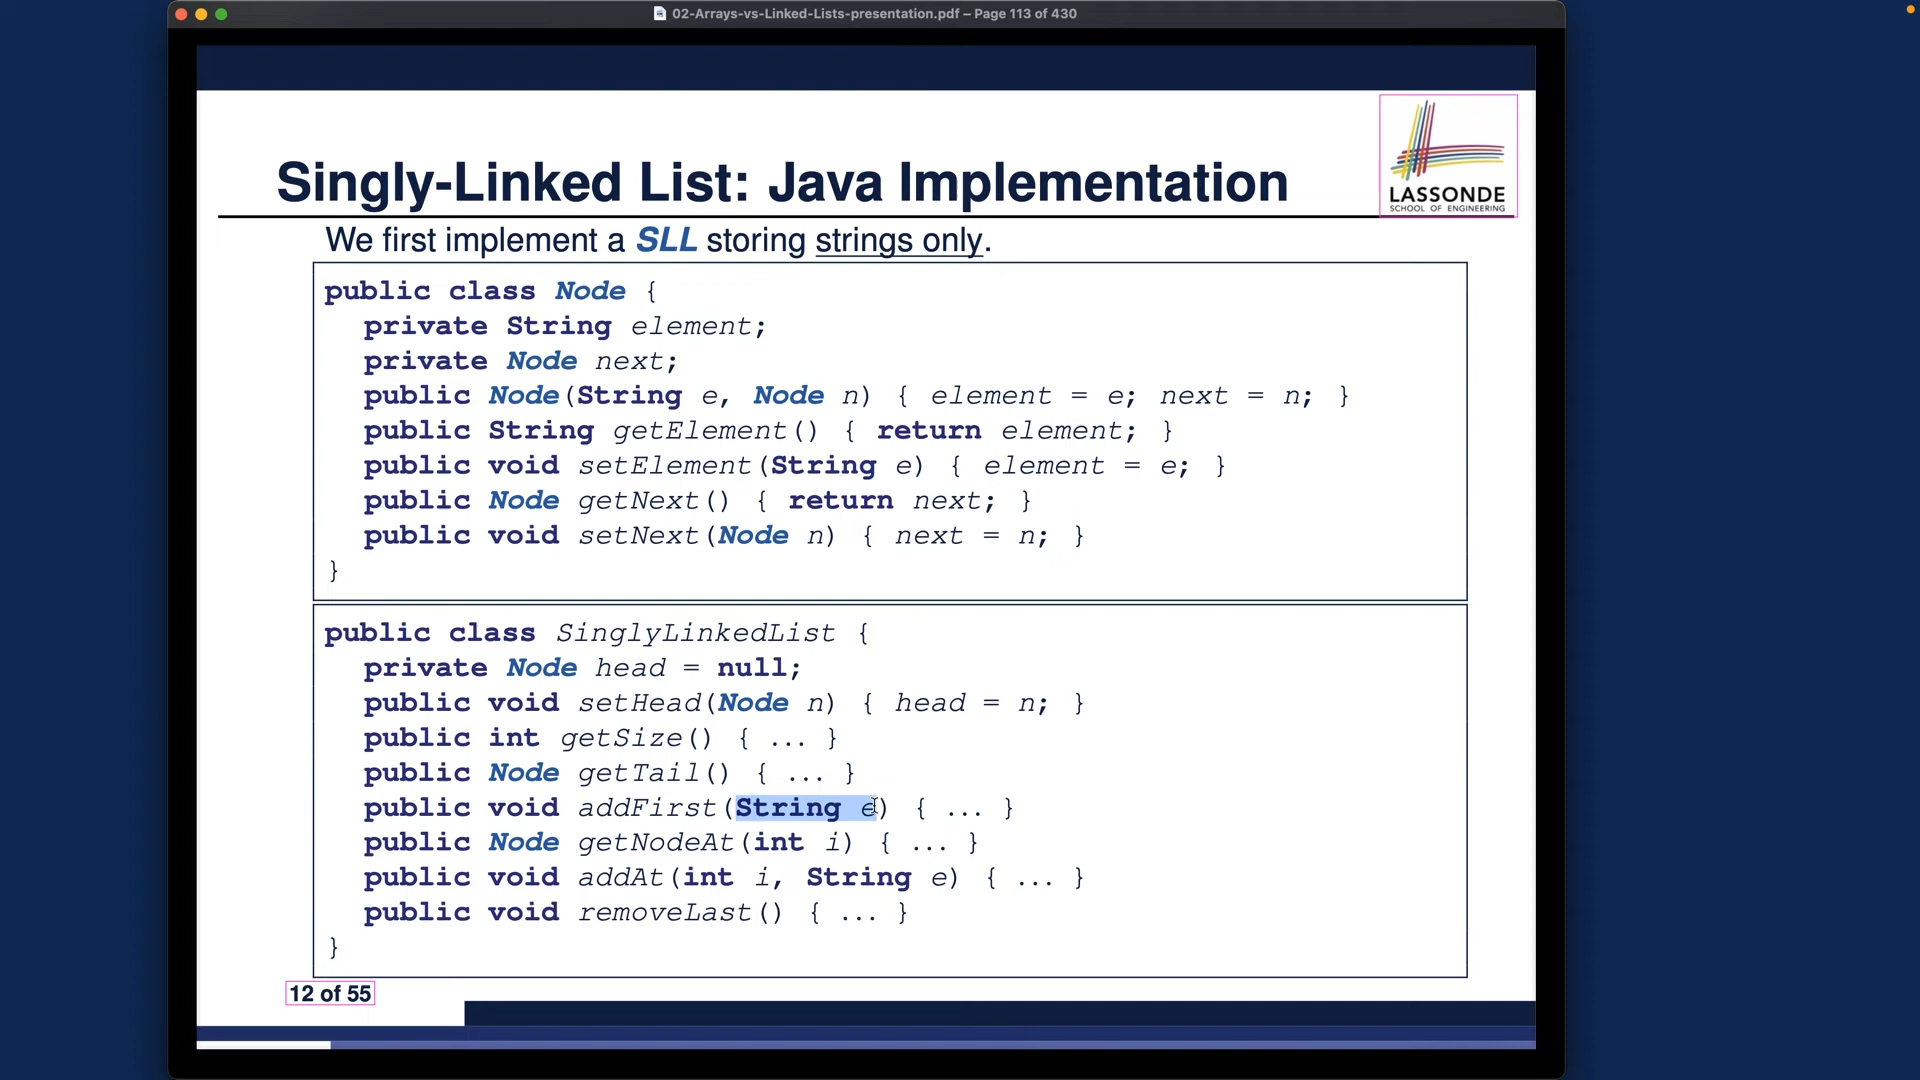 02-Arrays-vs-Linked-Lists-presentation.pdf – Page 113 of 430
LASSONDE
SCHOOL OF ENGINEERING
Singly-Linked List: Java Implementation
We first implement a SLL storing strings only.
public class Node {
private String element;
private Node next;
public Node(String e, Node n) { element = e; next = n; }
public String getElement() { return element; }
public void setElement(String e) { element = e; }
public Node getNext() { return next; }
public void setNext(Node n) { next = n; }
}
public class SinglyLinkedList {
private Node head = null;
public void setHead(Node n) { head = n; }
public int getSize() { ... }
public Node getTail() { ... }
public void addFirst(String e) { ... }
public Node getNodeAt(int i) { ... }
public void addAt(int i, String e) { ... }
public void removeLast() { ... }
}
12 of 55